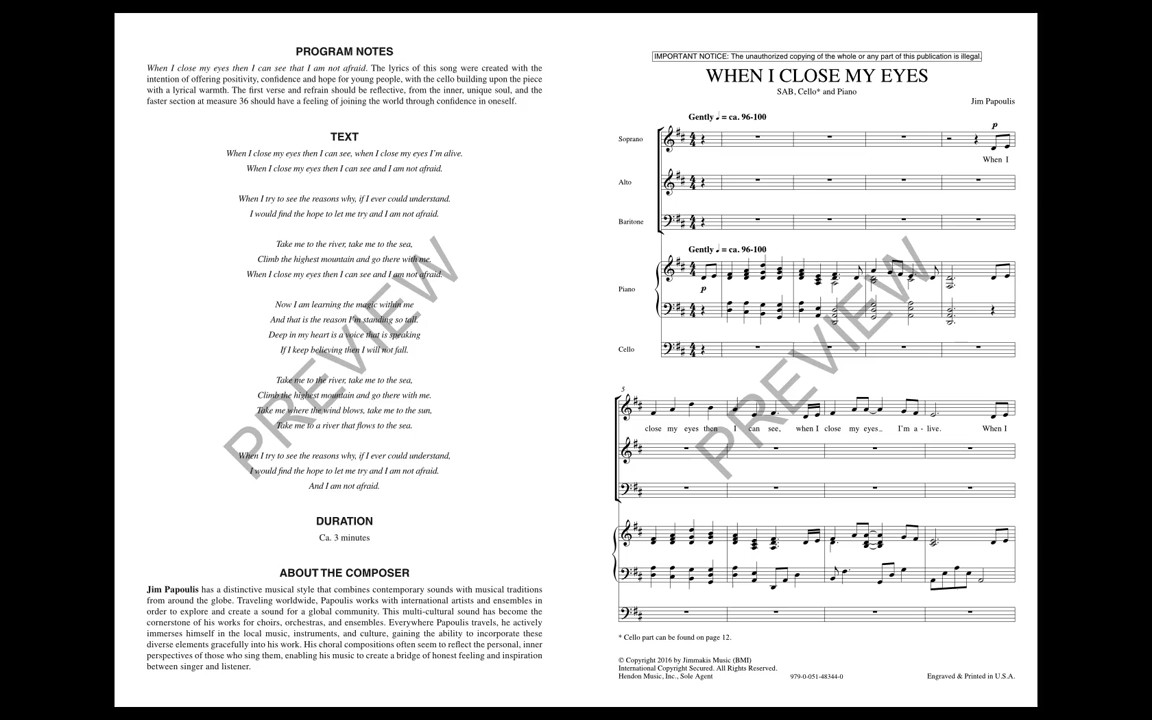 PROGRAM NOTES
When I close my eyes then I can see that I am not afraid. The lyrics of this song were created with the
intention of offering positivity, confidence and hope for young people, with the cello building upon the piece
with a lyrical warmth. The first verse and refrain should be reflective, from the inner, unique soul, and the
faster section at measure 36 should have a feeling of joining the world through confidence in oneself.
TEXT
When I close my eyes then I can see, when I close my eyes I'm alive.
When I close my eyes then I can see and I am not afraid.
When I try to see the reasons why, if I ever could understand.
I would find the hope to let me try and I am not afraid.
Take me to the river, take me to the sea,
Climb the highest mountain and go there with me.
When I close my eyes then I can see and I am not afraid.
Now I am learning the magic within me
And that is the reason I'm standing so tall.
Deep in my heart is a voice that is speaking
If I keep believing then I will not fall.
Take me to the river, take me to the sea,
Climb the highest mountain and go there with me.
Take me where the wind blows, take me to the sun,
Take me to a river that flows to the sea.
When I try to see the reasons why, if I ever could understand,
I would find the hope to let me try and I am not afraid.
And I am not afraid.
DURATION
Ca. 3 minutes
ABOUT THE COMPOSER
Jim Papoulis has a distinctive musical style that combines contemporary sounds with musical traditions
from around the globe. Traveling worldwide, Papoulis works with international artists and ensembles in
order to explore and create a sound for a global community. This multi-cultural sound has become the
cornerstone of his works for choirs, orchestras, and ensembles. Everywhere Papoulis travels, he actively
immerses himself in the local music, instruments, and culture, gaining the ability to incorporate these
diverse elements gracefully into his work. His choral compositions often seem to reflect the personal, inner
perspectives of those who sing them, enabling his music to create a bridge of honest feeling and inspiration
between singer and listener.
PREVIEW
IMPORTANT NOTICE: The unauthorized copying of the whole or any part of this publication is illegal.
WHEN I CLOSE MY EYES
SAB, Cello* and Piano
Jim Papoulis
Gently ♩ = ca. 96-100
p
Soprano
When I
Alto
Baritone
Gently ♩ = ca. 96-100
Piano
p
Cello
5
close my eyes then I can see, when I close my eyes_ I'm a - live. When I
PREVIEW
* Cello part can be found on page 12.
© Copyright 2016 by Jimmakis Music (BMI)
International Copyright Secured. All Rights Reserved.
Hendon Music, Inc., Sole Agent 979-0-051-48344-0 Engraved & Printed in U.S.A.